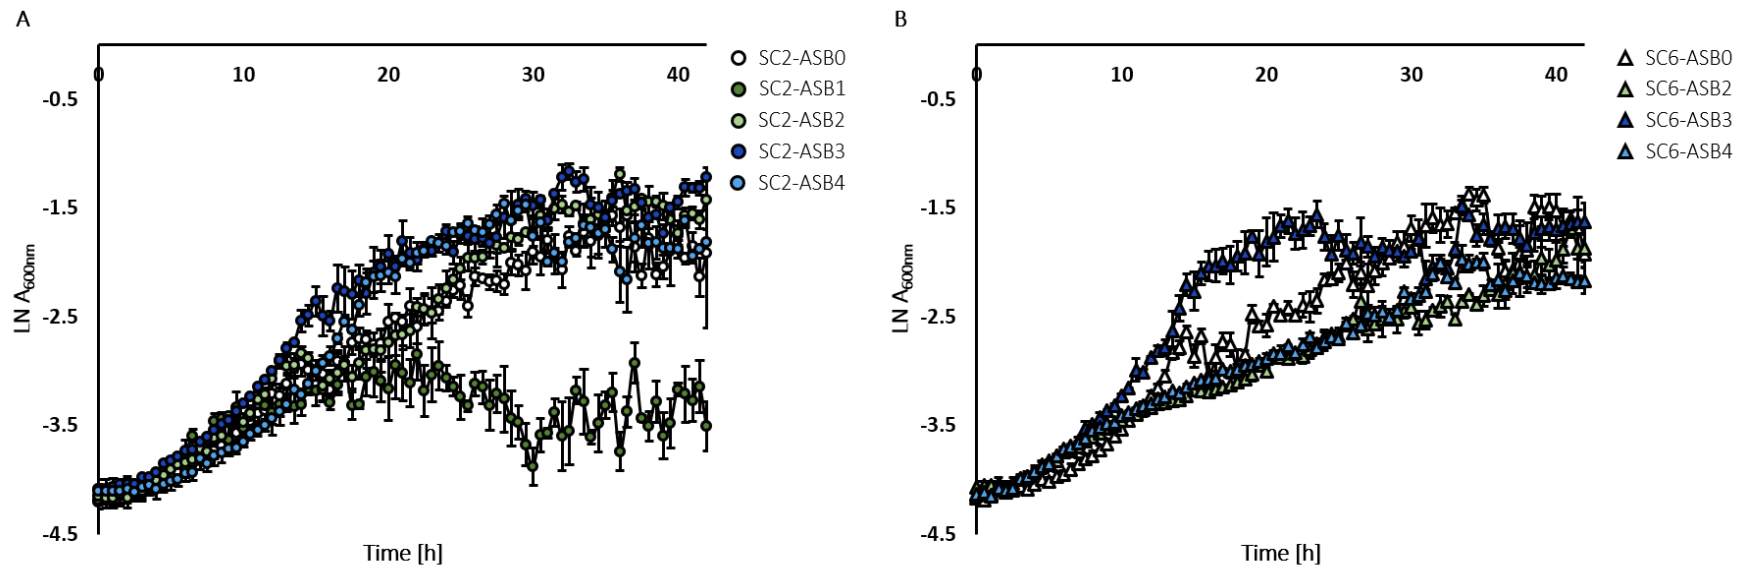 A
0 10 20 30 40
-0.5
-1.5
-2.5
-3.5
-4.5
LN A600nm
Time [h]
SC2-ASB0
SC2-ASB1
SC2-ASB2
SC2-ASB3
SC2-ASB4
B
0 10 20 30 40
-0.5
-1.5
-2.5
-3.5
-4.5
LN A600nm
Time [h]
SC6-ASB0
SC6-ASB2
SC6-ASB3
SC6-ASB4